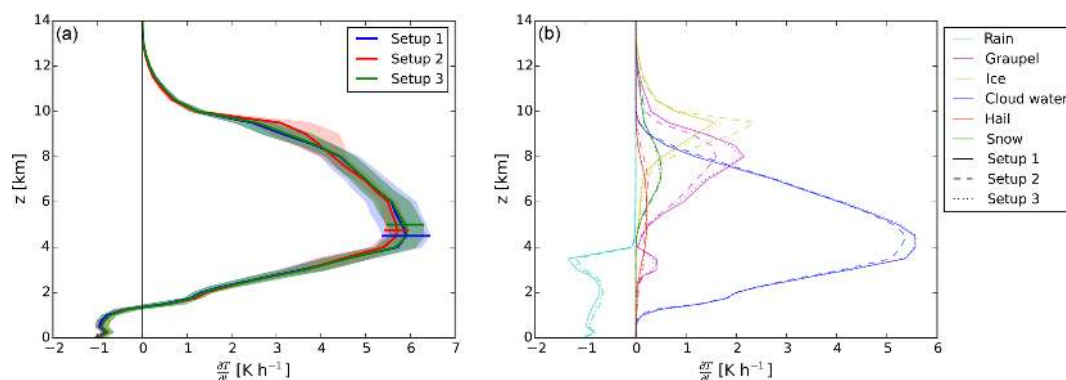 (a)
Setup 1
Setup 2
Setup 3
z [km]
14
12
10
8
6
4
2
0
−2 −1 0 1 2 3 4 5 6 7
∂T/∂t [K h⁻¹]
(b)
z [km]
14
12
10
8
6
4
2
0
−2 −1 0 1 2 3 4 5 6
∂T/∂t [K h⁻¹]
Rain
Graupel
Ice
Cloud water
Hail
Snow
Setup 1
Setup 2
Setup 3